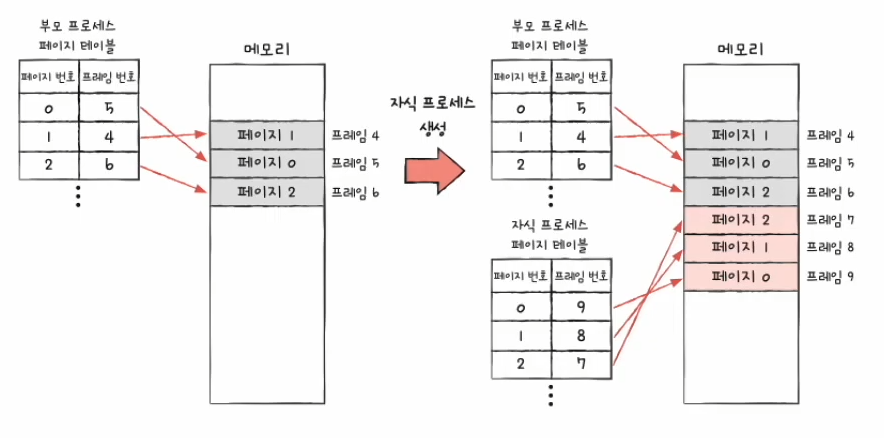 부모 프로세스
페이지 테이블
페이지 번호 프레임 번호
0 5
1 4
2 6
메모리
페이지 1 프레임 4
페이지 0 프레임 5
페이지 2 프레임 6
자식 프로세스
생성
부모 프로세스
페이지 테이블
페이지 번호 프레임 번호
0 5
1 4
2 6
자식 프로세스
페이지 테이블
페이지 번호 프레임 번호
0 9
1 8
2 7
메모리
페이지 1 프레임 4
페이지 0 프레임 5
페이지 2 프레임 6
페이지 2 프레임 7
페이지 1 프레임 8
페이지 0 프레임 9